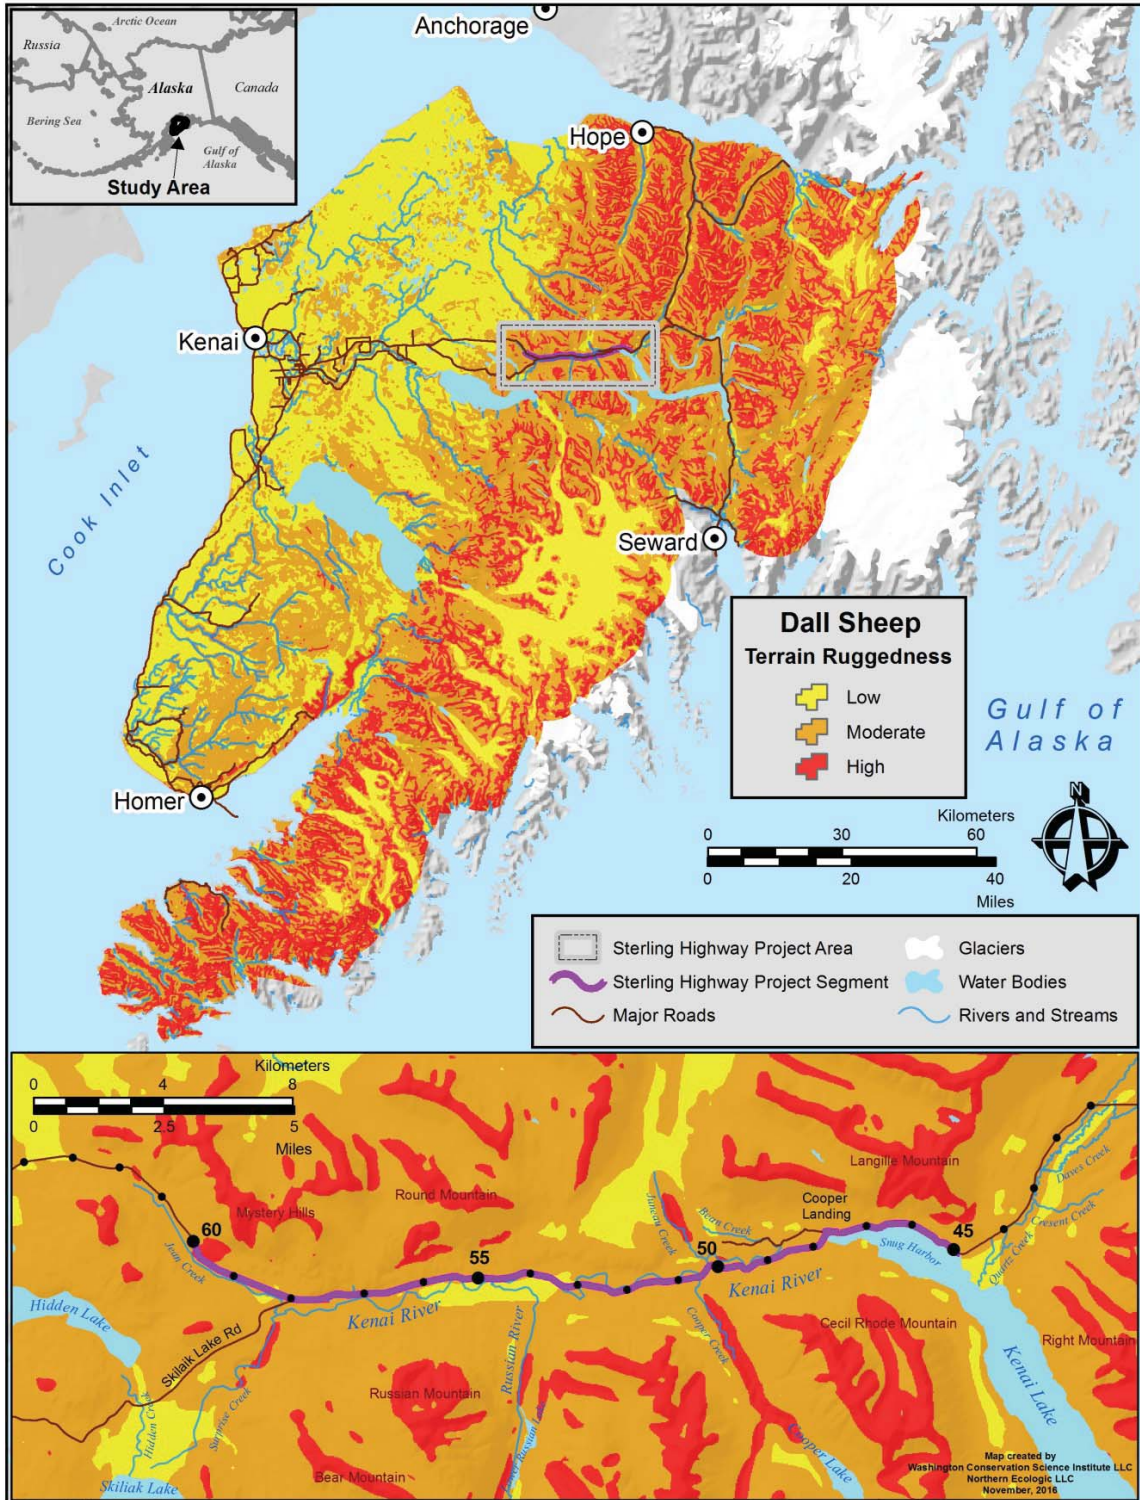 Arctic Ocean
Russia
Alaska
Canada
Bering Sea
Gulf of
Alaska
Study Area
Anchorage
Hope
Kenai
Cook Inlet
Seward
Homer
Dall Sheep
Terrain Ruggedness
Low
Moderate
High
Gulf of
Alaska
N
Kilometers
0 30 60
0 20 40
Miles
Sterling Highway Project Area
Sterling Highway Project Segment
Major Roads
Glaciers
Water Bodies
Rivers and Streams
Kilometers
0 4 8
0 2.5 5
Miles
Langille Mountain
Daves Creek
Round Mountain
Cooper
Landing
Mystery Hills
Juneau Creek
Bean Creek
Cresent Creek
60
55
50
45
Snug Harbor
Quartz Creek
Jean Creek
Kenai River
Kenai River
Hidden Lake
Skilaik Lake Rd
Russian River
Cooper Creek
Cecil Rhode Mountain
Right Mountain
Kenai Lake
Hidden Creek
Surprise Creek
Russian Mountain
Lower Russian Lake
Cooper Lake
Bear Mountain
Skiliak Lake
Map created by
Washington Conservation Science Institute LLC
Northern Ecologic LLC
November, 2016